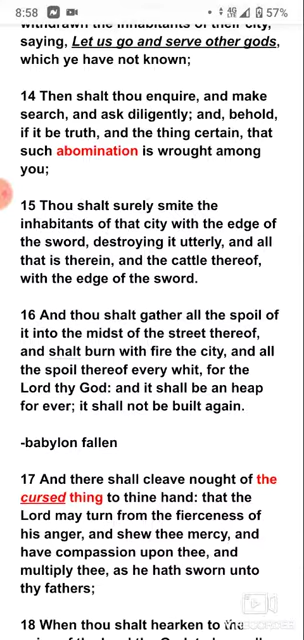 8:58
4G
57%
withdrawn the inhabitants of their city,
saying, Let us go and serve other gods,
which ye have not known;
14 Then shalt thou enquire, and make
search, and ask diligently; and, behold,
if it be truth, and the thing certain, that
such abomination is wrought among
you;
15 Thou shalt surely smite the
inhabitants of that city with the edge of
the sword, destroying it utterly, and all
that is therein, and the cattle thereof,
with the edge of the sword.
16 And thou shalt gather all the spoil of
it into the midst of the street thereof,
and shalt burn with fire the city, and all
the spoil thereof every whit, for the
Lord thy God: and it shall be an heap
for ever; it shall not be built again.
-babylon fallen
17 And there shall cleave nought of the
cursed thing to thine hand: that the
Lord may turn from the fierceness of
his anger, and shew thee mercy, and
have compassion upon thee, and
multiply thee, as he hath sworn unto
thy fathers;
18 When thou shalt hearken to the